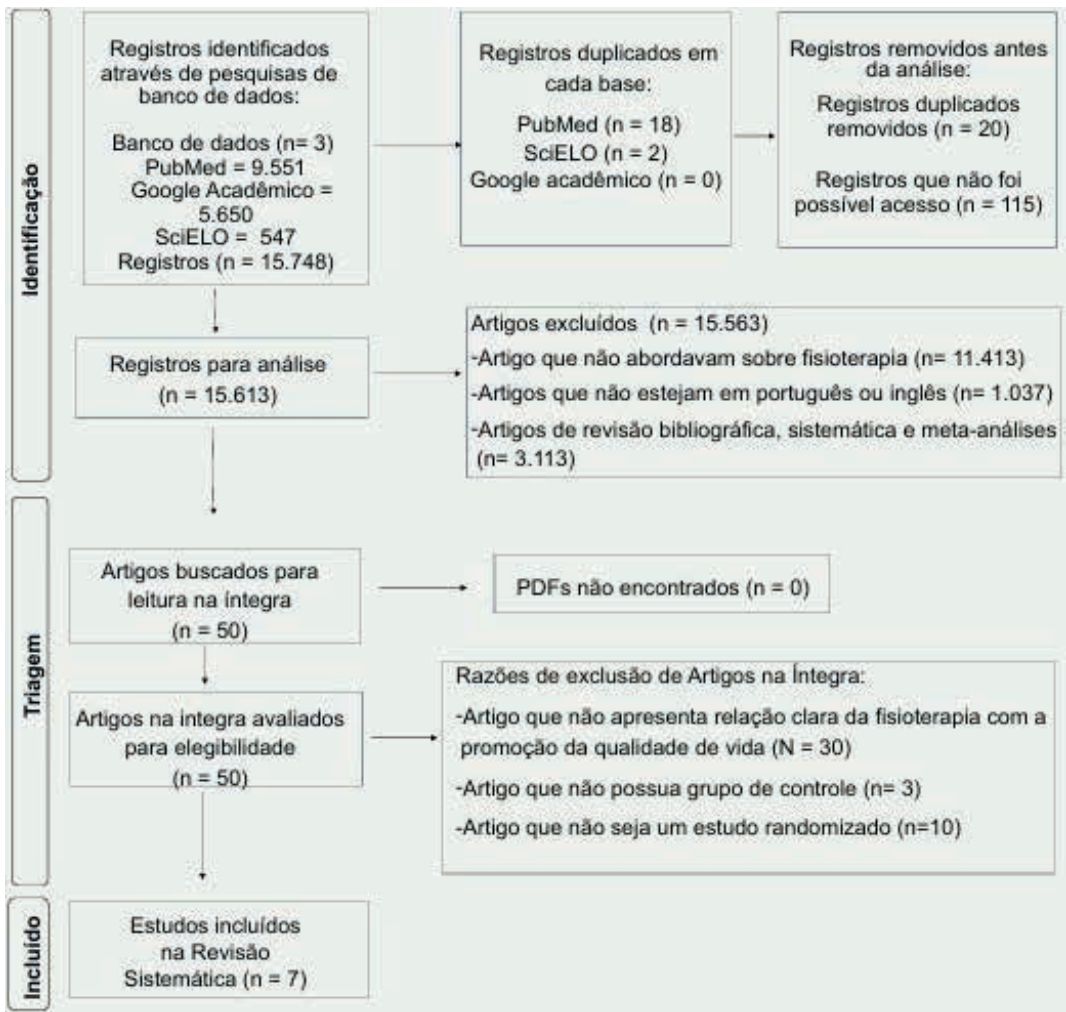 Identificação
Registros identificados
através de pesquisas de
banco de dados:
Banco de dados (n= 3)
PubMed = 9.551
Google Acadêmico =
5.650
SciELO = 547
Registros (n = 15.748)
Registros duplicados em
cada base:
PubMed (n = 18)
SciELO (n = 2)
Google acadêmico (n = 0)
Registros removidos antes
da análise:
Registros duplicados
removidos (n = 20)
Registros que não foi
possível acesso (n = 115)
Registros para análise
(n = 15.613)
Artigos excluídos (n = 15.563)
-Artigo que não abordavam sobre fisioterapia (n= 11.413)
-Artigos que não estejam em português ou inglês (n= 1.037)
-Artigos de revisão bibliográfica, sistemática e meta-análises
(n= 3.113)
Triagem
Artigos buscados para
leitura na íntegra
(n = 50)
PDFs não encontrados (n = 0)
Artigos na integra avaliados
para elegibilidade
(n = 50)
Razões de exclusão de Artigos na Íntegra:
-Artigo que não apresenta relação clara da fisioterapia com a
promoção da qualidade de vida (N = 30)
-Artigo que não possua grupo de controle (n= 3)
-Artigo que não seja um estudo randomizado (n=10)
Incluído
Estudos incluídos
na Revisão
Sistemática (n = 7)